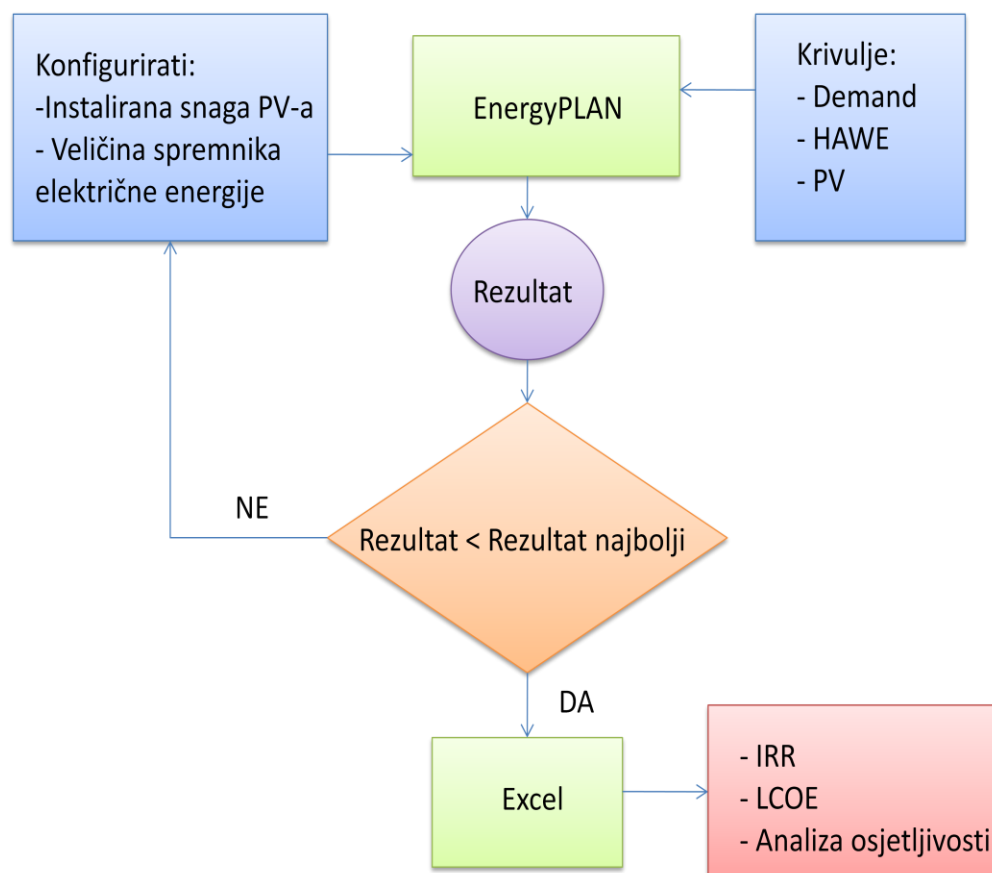 Konfigurirati:
-Instalirana snaga PV-a
- Veličina spremnika
električne energije
EnergyPLAN
Krivulje:
- Demand
- HAWE
- PV
Rezultat
NE
Rezultat < Rezultat najbolji
DA
Excel
- IRR
- LCOE
- Analiza osjetljivosti